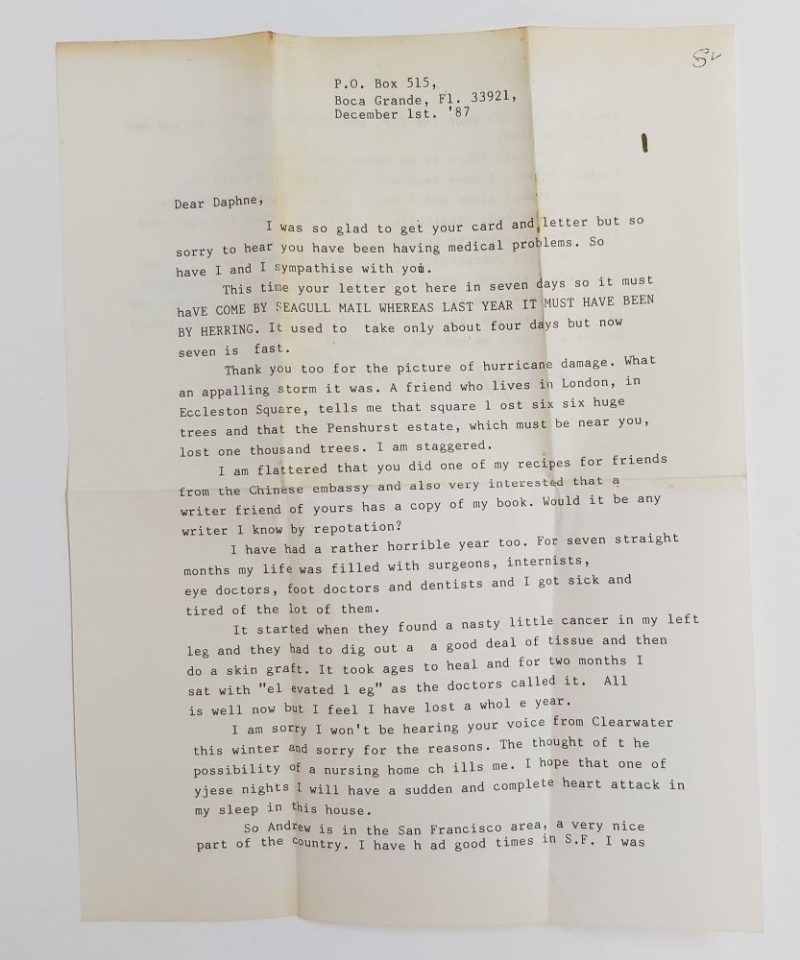 P.O. Box 515,
Boca Grande, Fl. 33921,
December 1st. '87
Dear Daphne,
I was so glad to get your card and letter but so
sorry to hear you have been having medical problems. So
have I and I sympathise with you.
This time your letter got here in seven days so it must
haVE COME BY SEAGULL MAIL WHEREAS LAST YEAR IT MUST HAVE BEEN
BY HERRING. It used to take only about four days but now
seven is fast.
Thank you too for the picture of hurricane damage. What
an appalling storm it was. A friend who lives in London, in
Eccleston Square, tells me that square l ost six six huge
trees and that the Penshurst estate, which must be near you,
lost one thousand trees. I am staggered.
I am flattered that you did one of my recipes for friends
from the Chinese embassy and also very interested that a
writer friend of yours has a copy of my book. Would it be any
writer I know by repotation?
I have had a rather horrible year too. For seven straight
months my life was filled with surgeons, internists,
eye doctors, foot doctors and dentists and I got sick and
tired of the lot of them.
It started when they found a nasty little cancer in my left
leg and they had to dig out a a good deal of tissue and then
do a skin graft. It took ages to heal and for two months I
sat with "el evated l eg" as the doctors called it. All
is well now but I feel I have lost a whol e year.
I am sorry I won't be hearing your voice from Clearwater
this winter and sorry for the reasons. The thought of t he
possibility of a nursing home ch ills me. I hope that one of
yjese nights I will have a sudden and complete heart attack in
my sleep in this house.
So Andrew is in the San Francisco area, a very nice
part of the country. I have h ad good times in S.F. I was